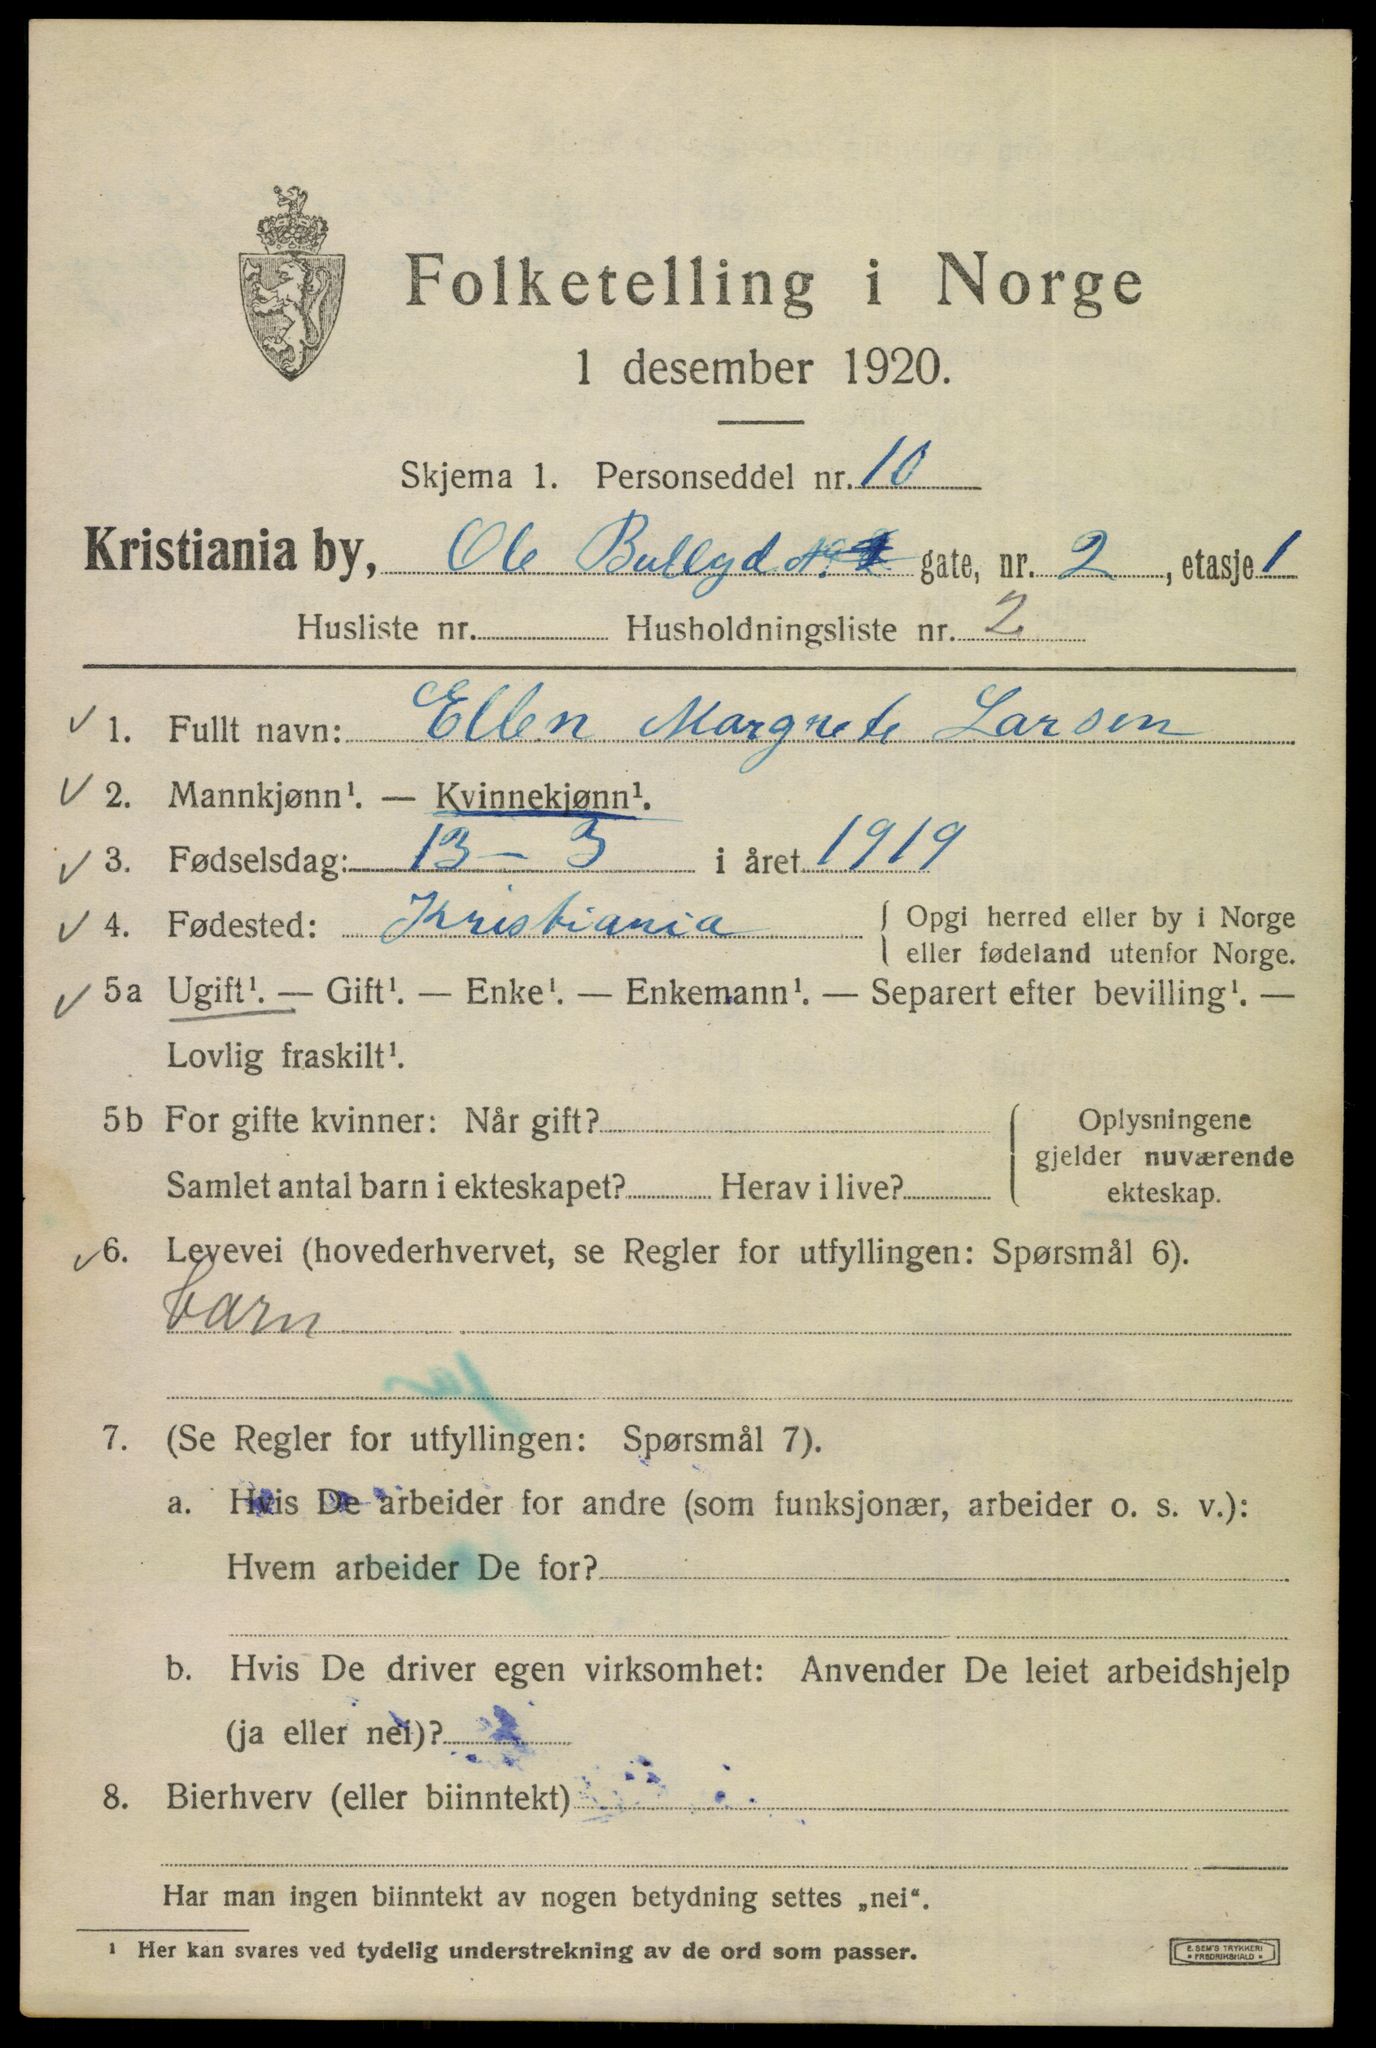 Folketelling i Norge
1 desember 1920.
Skjema 1. Personseddel nr. 10
Kristiania by, Ole Bullgd gate, nr. 2, etasje 1
Husliste nr. Husholdningsliste nr. 2
1. Fullt navn: Ellen Margrete Larsen
2. Mannkjønn¹. — Kvinnekjønn¹.
3. Fødselsdag: 13 – 3 i året 1919
4. Fødested: Kristiania { Opgi herred eller by i Norge
eller fødeland utenfor Norge.
5a Ugift¹. — Gift¹. — Enke¹. — Enkemann¹. — Separert efter bevilling¹. —
Lovlig fraskilt¹.
5b For gifte kvinner: Når gift?
Samlet antal barn i ekteskapet? Herav i live?
Oplysningene
gjelder nuværende
ekteskap.
6. Levevei (hovederhvervet, se Regler for utfyllingen: Spørsmål 6).
barn
7. (Se Regler for utfyllingen: Spørsmål 7).
a. Hvis De arbeider for andre (som funksjonær, arbeider o. s. v.):
Hvem arbeider De for?
b. Hvis De driver egen virksomhet: Anvender De leiet arbeidshjelp
(ja eller nei)?
8. Bierhverv (eller biinntekt)
Har man ingen biinntekt av nogen betydning settes „nei“.
¹ Her kan svares ved tydelig understrekning av de ord som passer.
E. SEM'S TRYKKERI
FREDRIKSHALD